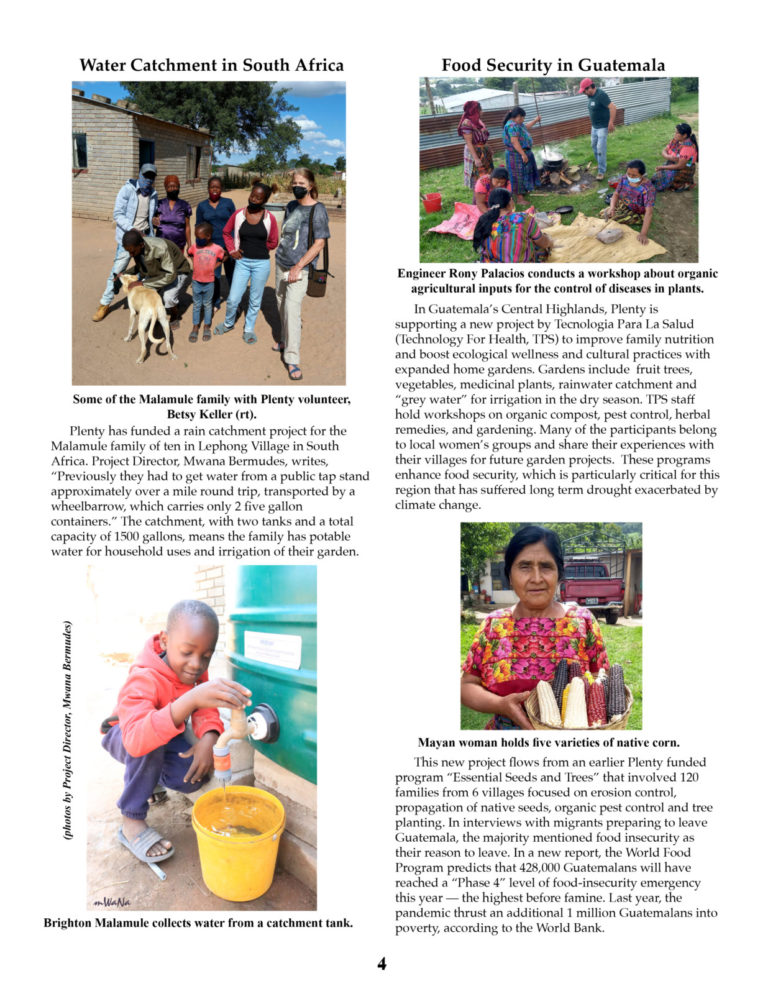 Water Catchment in South Africa
Some of the Malamule family with Plenty volunteer,
Betsy Keller (rt).
Plenty has funded a rain catchment project for the
Malamule family of ten in Lephong Village in South
Africa. Project Director, Mwana Bermudes, writes,
“Previously they had to get water from a public tap stand
approximately over a mile round trip, transported by a
wheelbarrow, which carries only 2 five gallon
containers.” The catchment, with two tanks and a total
capacity of 1500 gallons, means the family has potable
water for household uses and irrigation of their garden.
(photos by Project Director, Mwana Bermudes)
mWaNa
Brighton Malamule collects water from a catchment tank.
Food Security in Guatemala
Engineer Rony Palacios conducts a workshop about organic
agricultural inputs for the control of diseases in plants.
In Guatemala’s Central Highlands, Plenty is
supporting a new project by Tecnologia Para La Salud
(Technology For Health, TPS) to improve family nutrition
and boost ecological wellness and cultural practices with
expanded home gardens. Gardens include  fruit trees,
vegetables, medicinal plants, rainwater catchment and
“grey water” for irrigation in the dry season. TPS staff
hold workshops on organic compost, pest control, herbal
remedies, and gardening. Many of the participants belong
to local women’s groups and share their experiences with
their villages for future garden projects.  These programs
enhance food security, which is particularly critical for this
region that has suffered long term drought exacerbated by
climate change.
Mayan woman holds five varieties of native corn.
This new project flows from an earlier Plenty funded
program “Essential Seeds and Trees” that involved 120
families from 6 villages focused on erosion control,
propagation of native seeds, organic pest control and tree
planting. In interviews with migrants preparing to leave
Guatemala, the majority mentioned food insecurity as
their reason to leave. In a new report, the World Food
Program predicts that 428,000 Guatemalans will have
reached a “Phase 4” level of food-insecurity emergency
this year — the highest before famine. Last year, the
pandemic thrust an additional 1 million Guatemalans into
poverty, according to the World Bank.
4